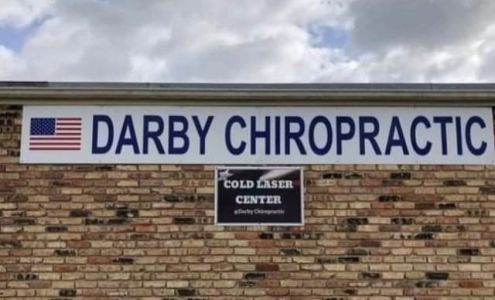 DARBY CHIROPRACTIC
COLD LASER
CENTER
@Darby Chiropractic